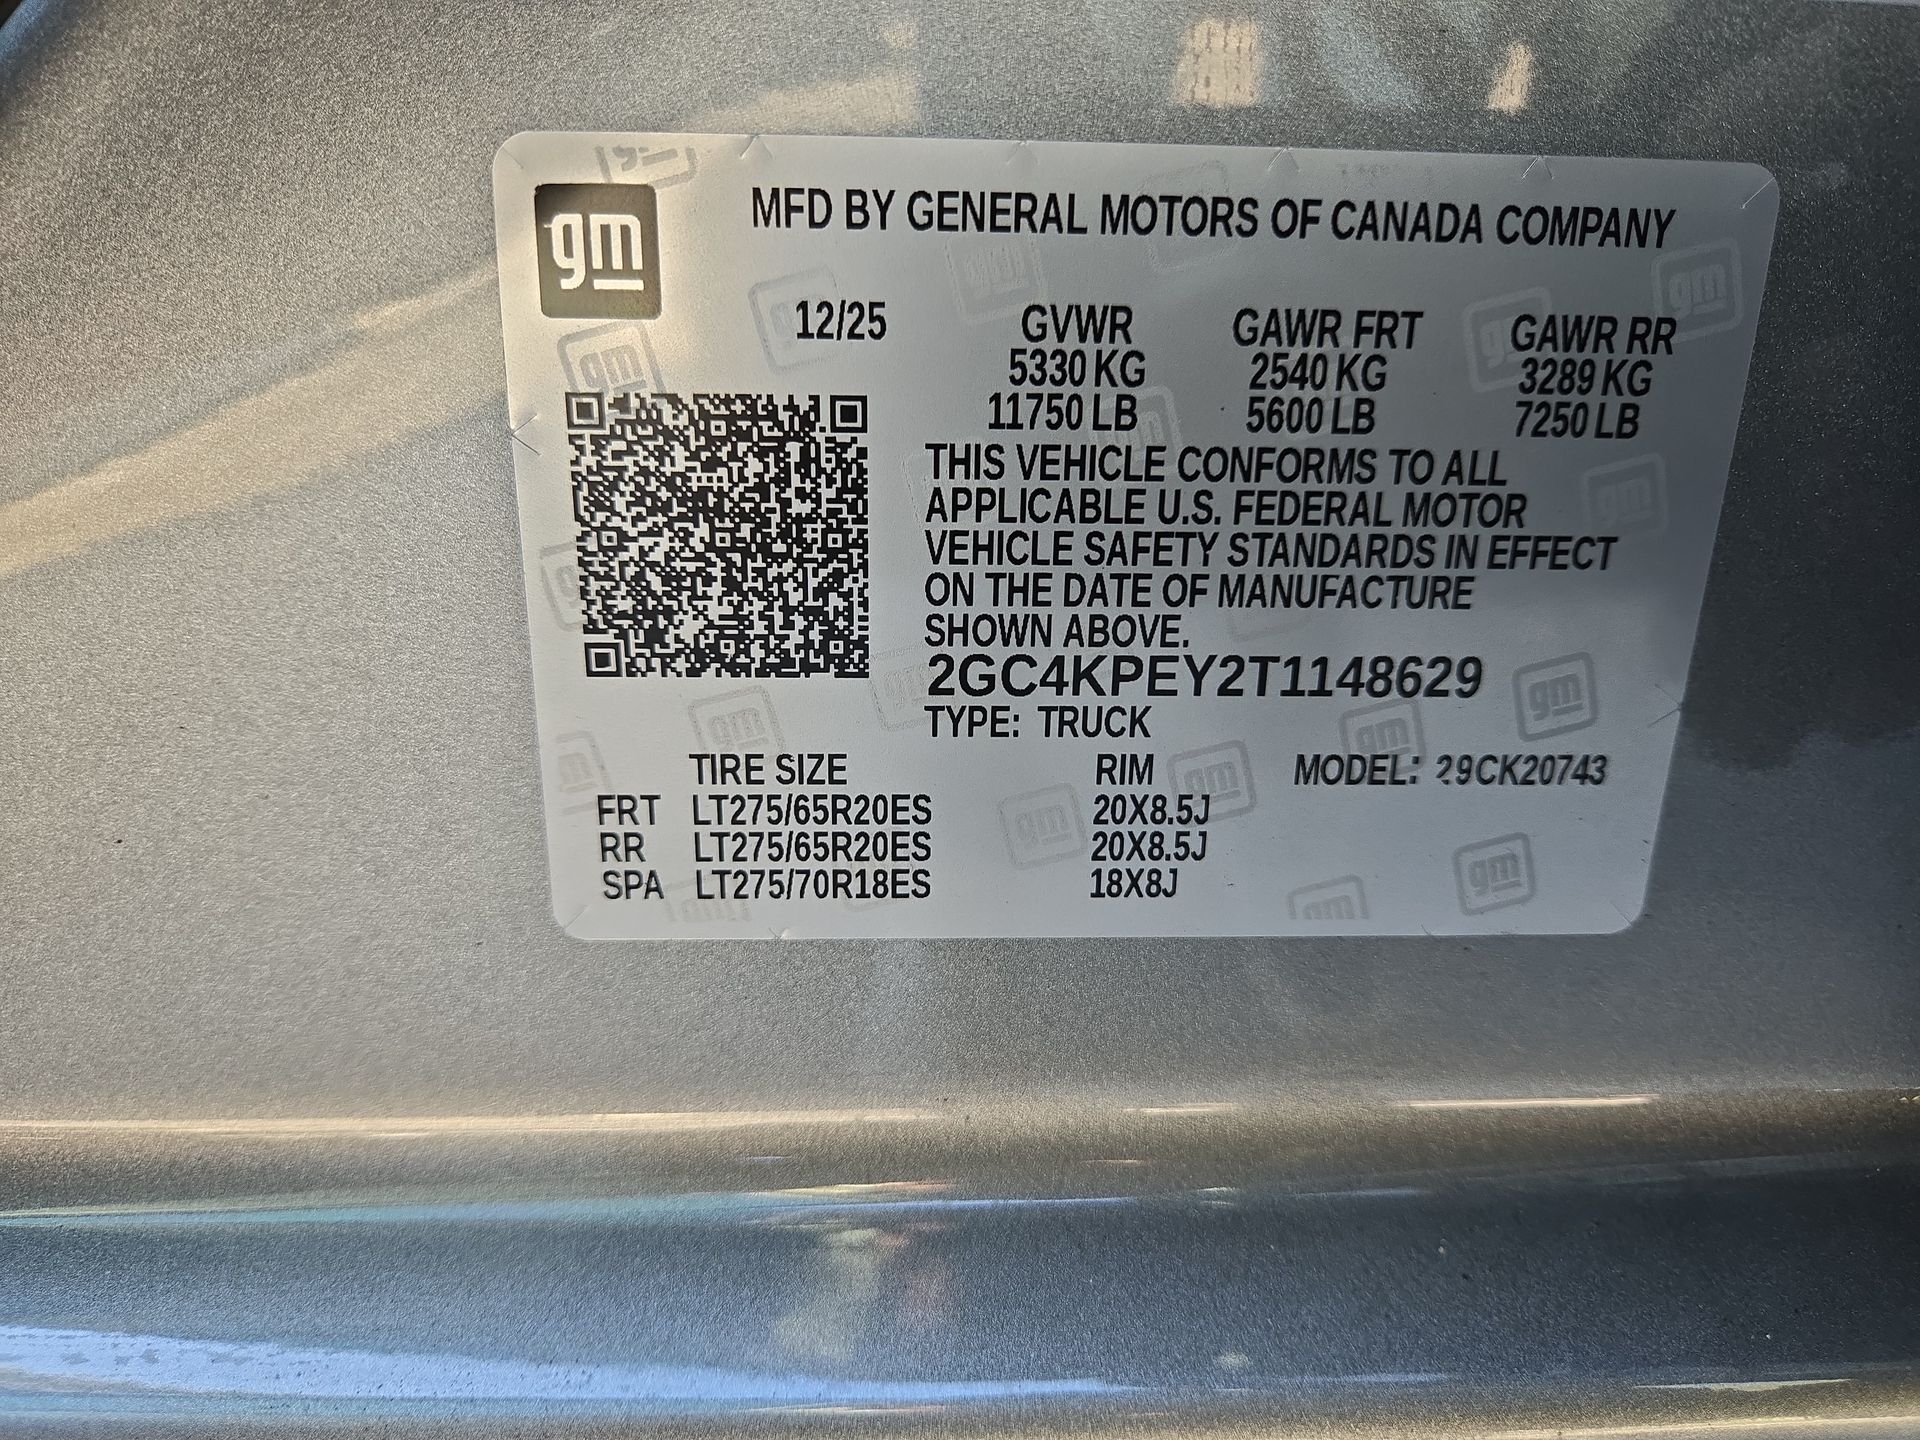 gm
MFD BY GENERAL MOTORS OF CANADA COMPANY
12/25 GVWR GAWR FRT GAWR RR
5330 KG 2540 KG 3289 KG
11750 LB 5600 LB 7250 LB
THIS VEHICLE CONFORMS TO ALL
APPLICABLE U.S. FEDERAL MOTOR
VEHICLE SAFETY STANDARDS IN EFFECT
ON THE DATE OF MANUFACTURE
SHOWN ABOVE.
2GC4KPEY2T1148629
TYPE: TRUCK
TIRE SIZE RIM MODEL: 29CK20743
FRT LT275/65R20ES 20X8.5J
RR LT275/65R20ES 20X8.5J
SPA LT275/70R18ES 18X8J